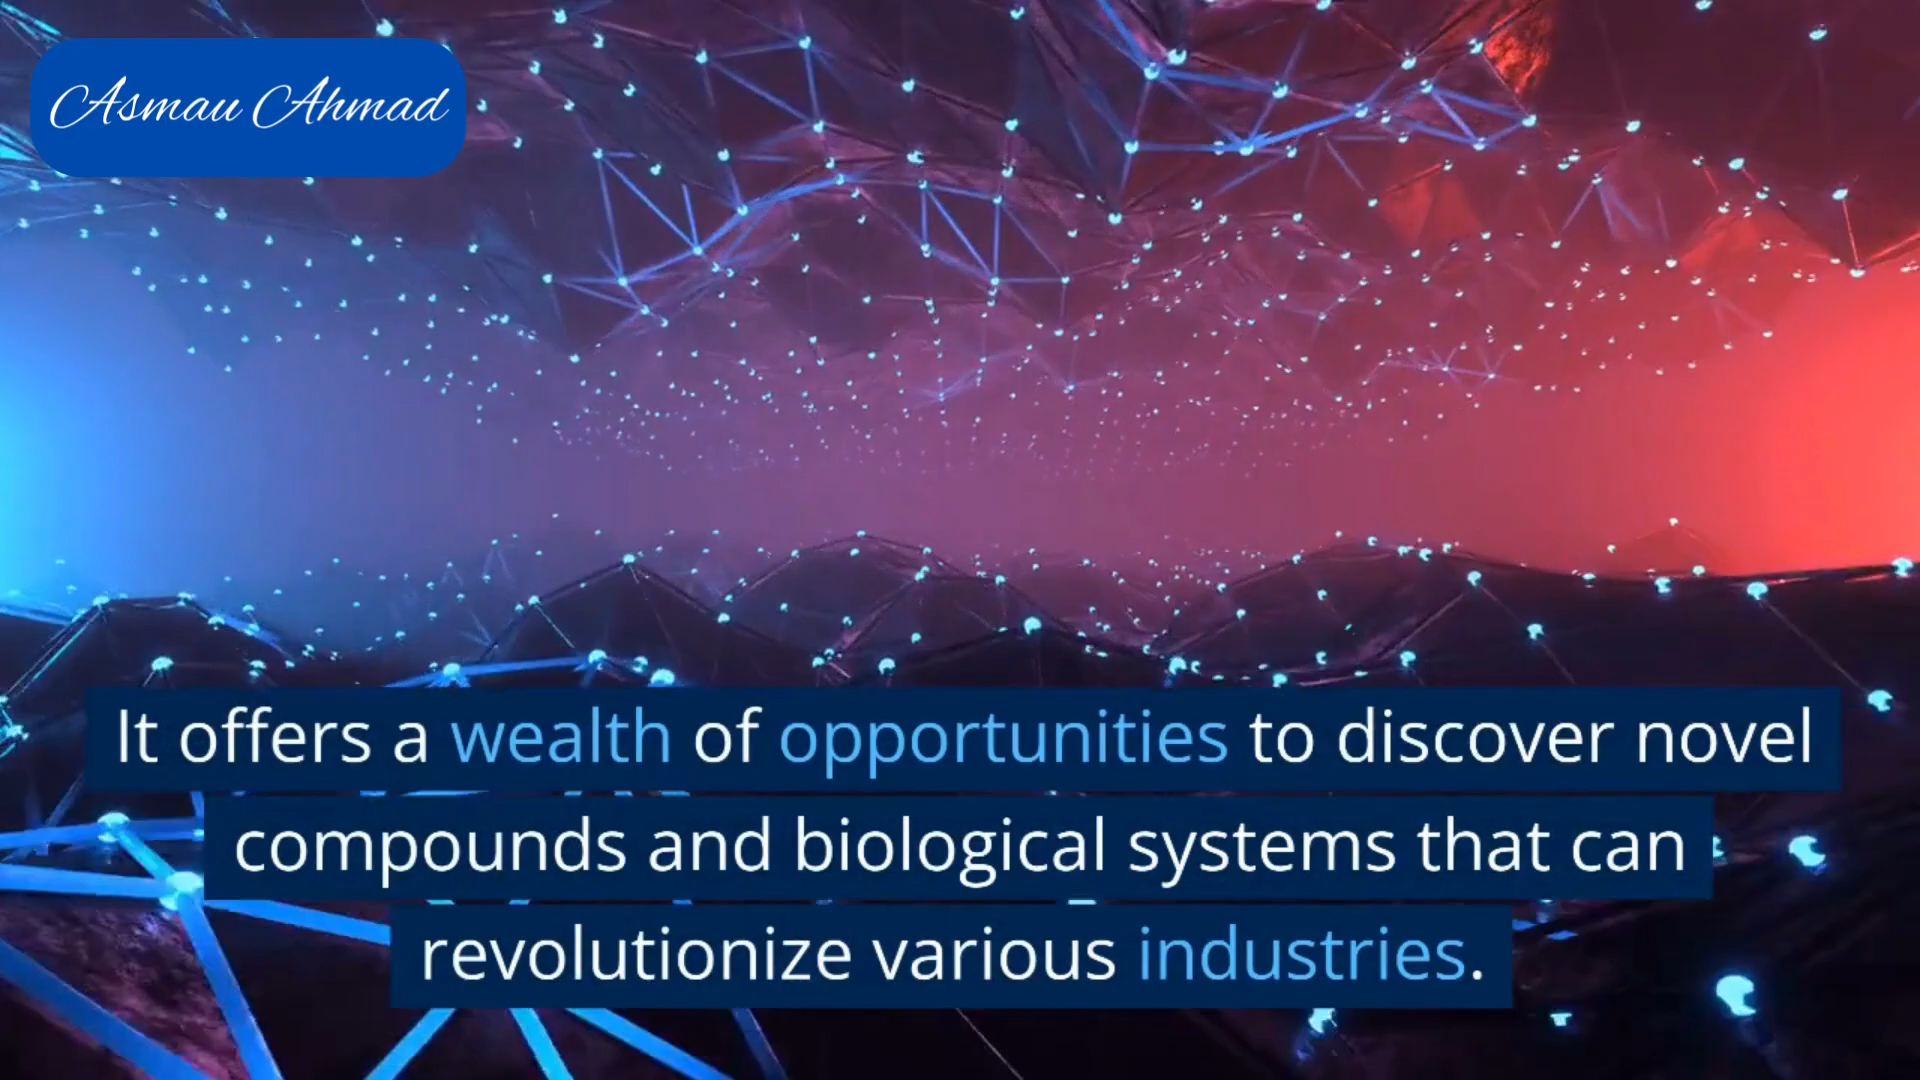 Asmau Ahmad
It offers a wealth of opportunities to discover novel
compounds and biological systems that can
revolutionize various industries.